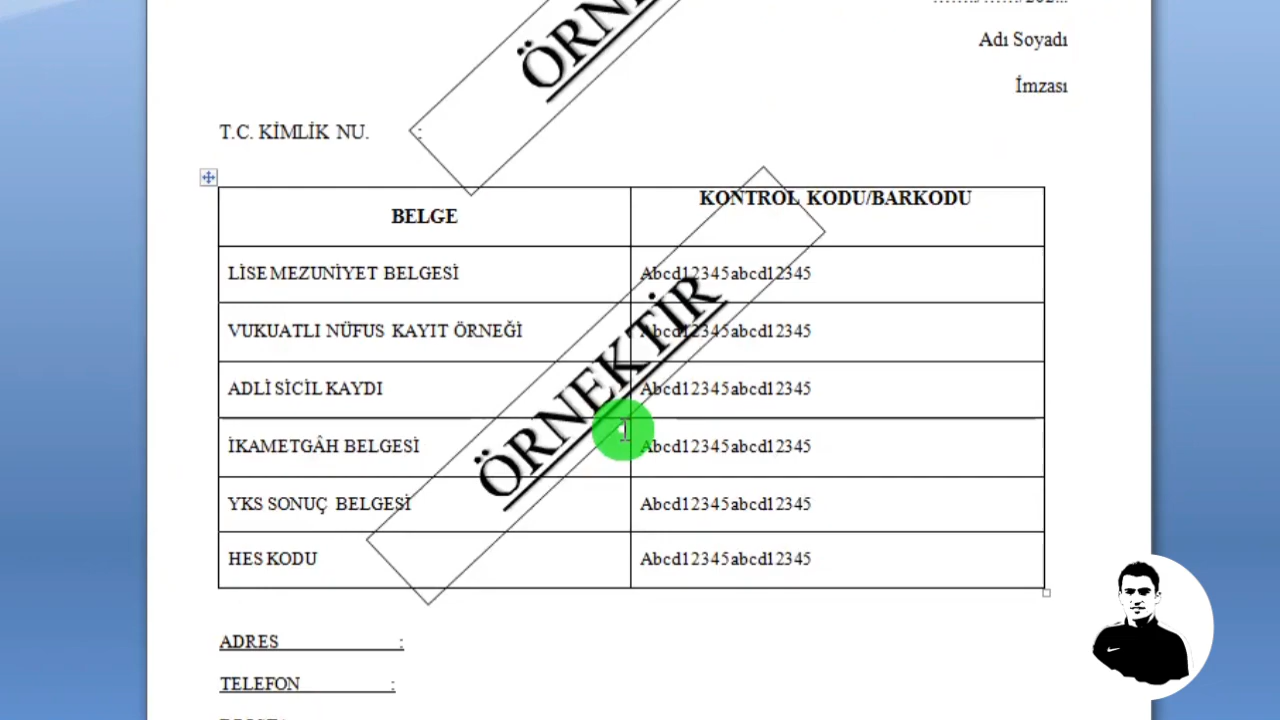 ÖRNE
Adı Soyadı
İmzası
T.C. KİMLİK NU. :
BELGE KONTROL KODU/BARKODU
LİSE MEZUNİYET BELGESİ Abcd12345abcd12345
VUKUATLI NÜFUS KAYIT ÖRNEĞİ Abcd12345abcd12345
ADLİ SİCİL KAYDI Abcd12345abcd12345
İKAMETGÂH BELGESİ Abcd12345abcd12345
YKS SONUÇ BELGESİ Abcd12345abcd12345
HES KODU Abcd12345abcd12345
ÖRNEKTİR
ADRES :
TELEFON :